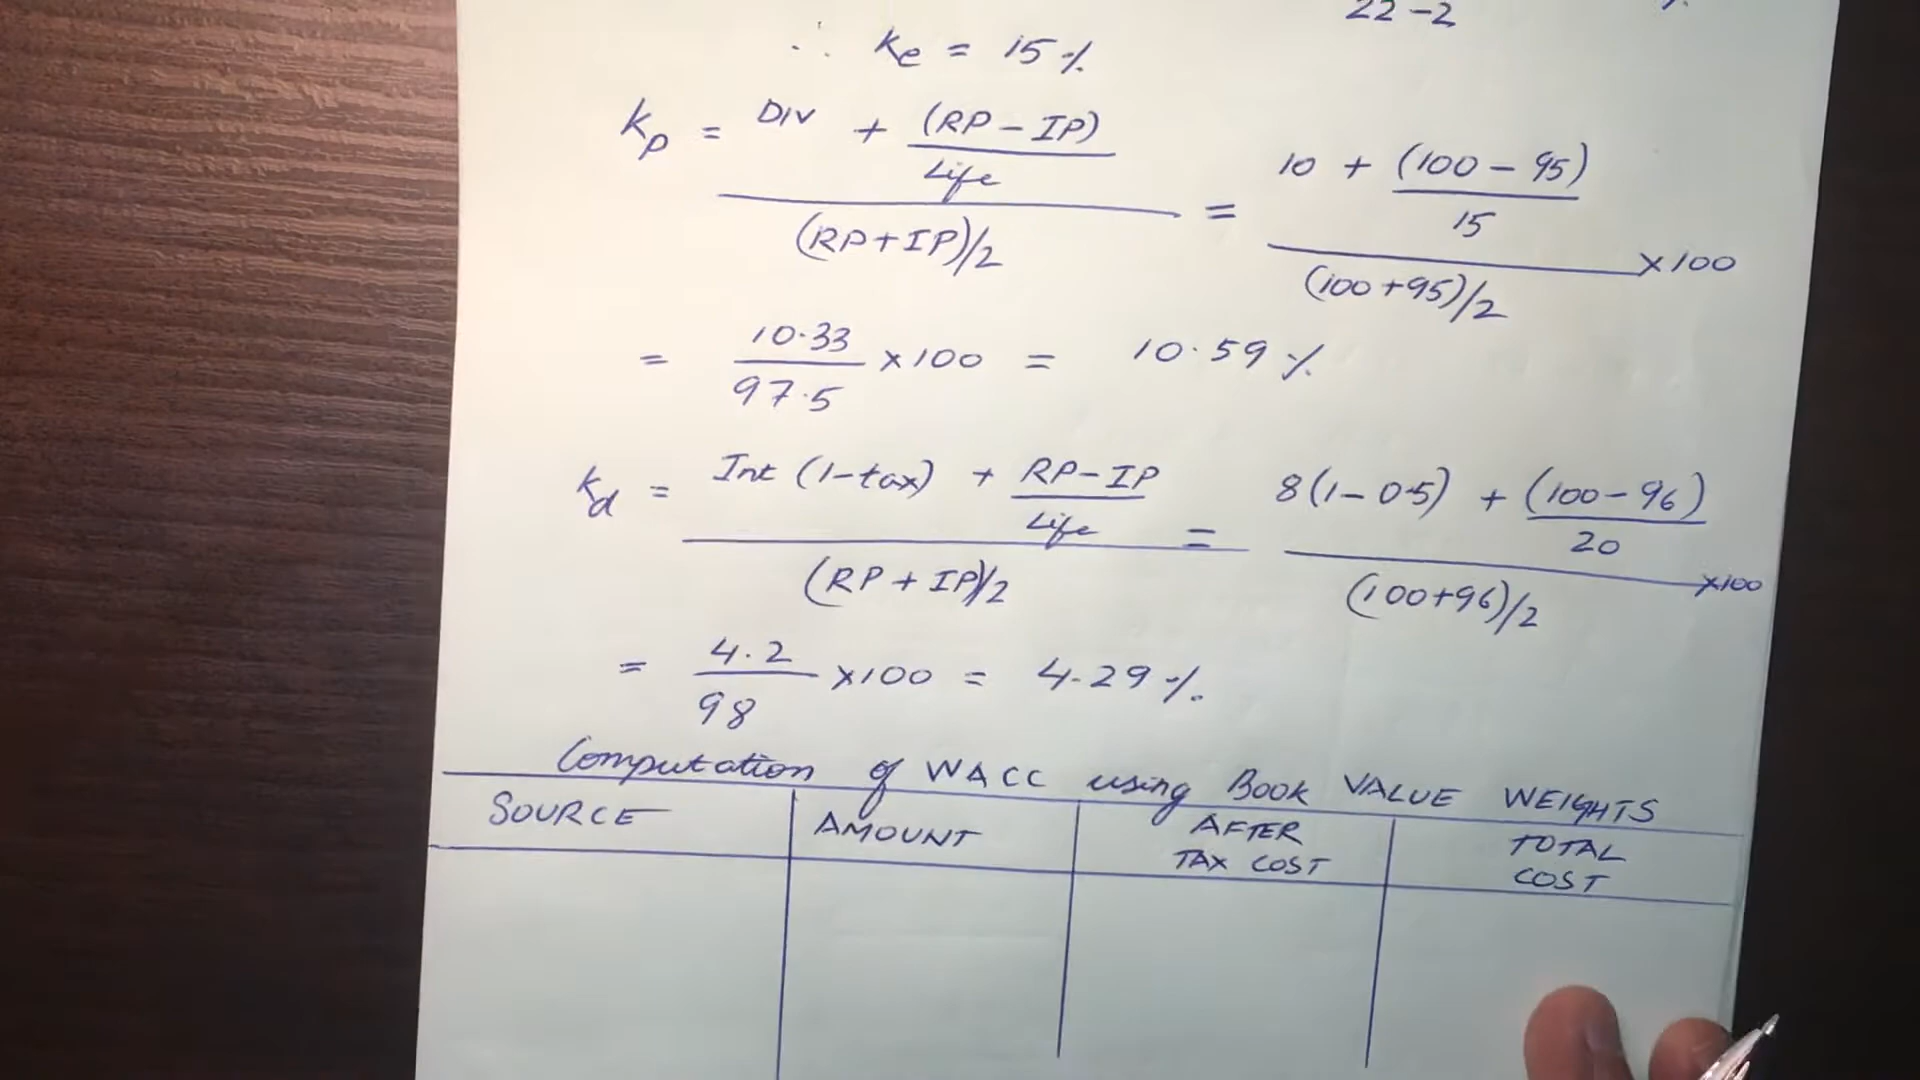 22-2
∴ Ke = 15%
Kp = DIV + (RP - IP) / Life / (RP+IP)/2 = 10 + (100 - 95) / 15 / (100+95)/2 ×100
= 10.33 / 97.5 ×100 = 10.59%
Kd = Int (1-tax) + RP-IP / Life / (RP + IP)/2 = 8(1-0.5) + (100-96) / 20 / (100+96)/2 ×100
= 4.2 / 98 ×100 = 4.29%
Computation of WACC using Book VALUE WEIGHTS
SOURCE AMOUNT AFTER TAX COST TOTAL COST